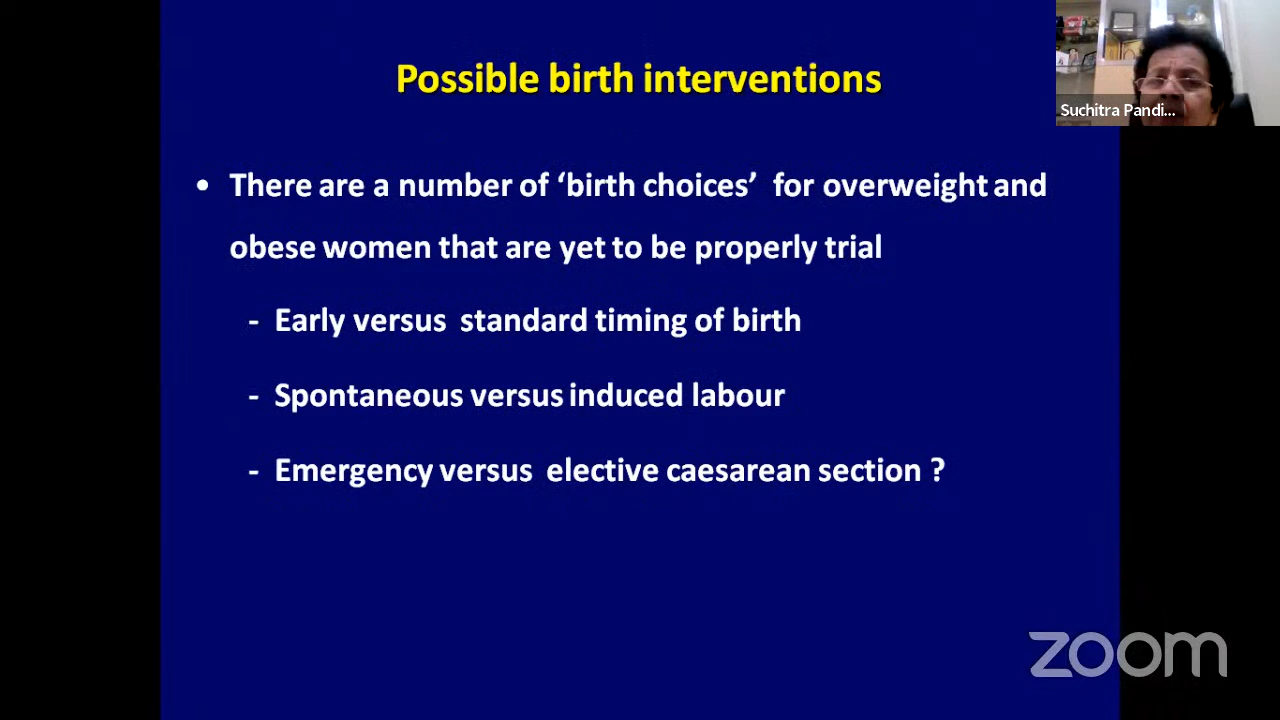 Possible birth interventions
Suchitra Pandi...
• There are a number of ‘birth choices’ for overweight and
obese women that are yet to be properly trial
- Early versus standard timing of birth
- Spontaneous versus induced labour
- Emergency versus elective caesarean section ?
zoom